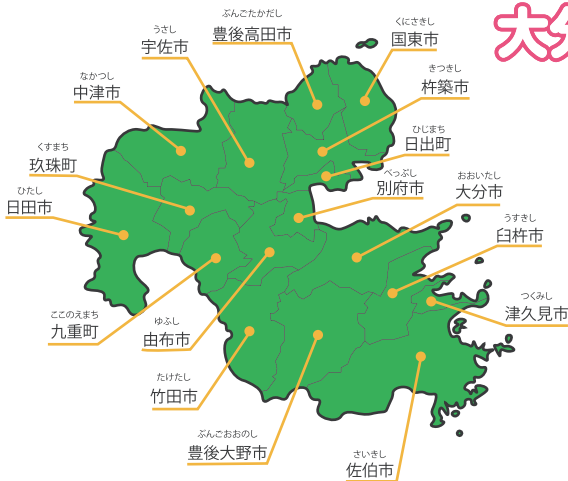 大分
ぶんごたかだし
豊後高田市
くにさきし
国東市
うさし
宇佐市
きつきし
杵築市
なかつし
中津市
ひじまち
日出町
くすまち
玖珠町
べっぷし
別府市
おおいたし
大分市
ひたし
日田市
うすきし
臼杵市
つくみし
津久見市
ここのえまち
九重町
ゆふし
由布市
たけたし
竹田市
ぶんごおおのし
豊後大野市
さいきし
佐伯市